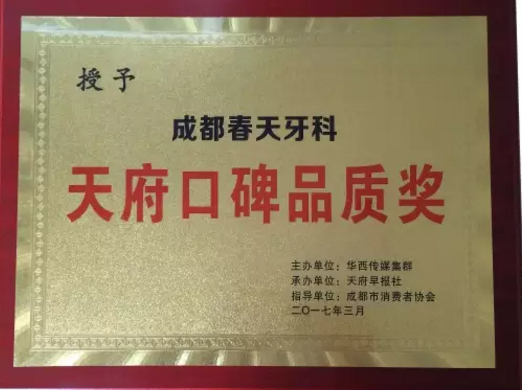 授予
成都春天牙科
天府口碑品质奖
主办单位：华西传媒集群
承办单位：天府早报社
指导单位：成都市消费者协会
二〇一七年三月